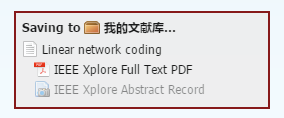 Saving to 我的文献库...
Linear network coding
IEEE Xplore Full Text PDF
IEEE Xplore Abstract Record